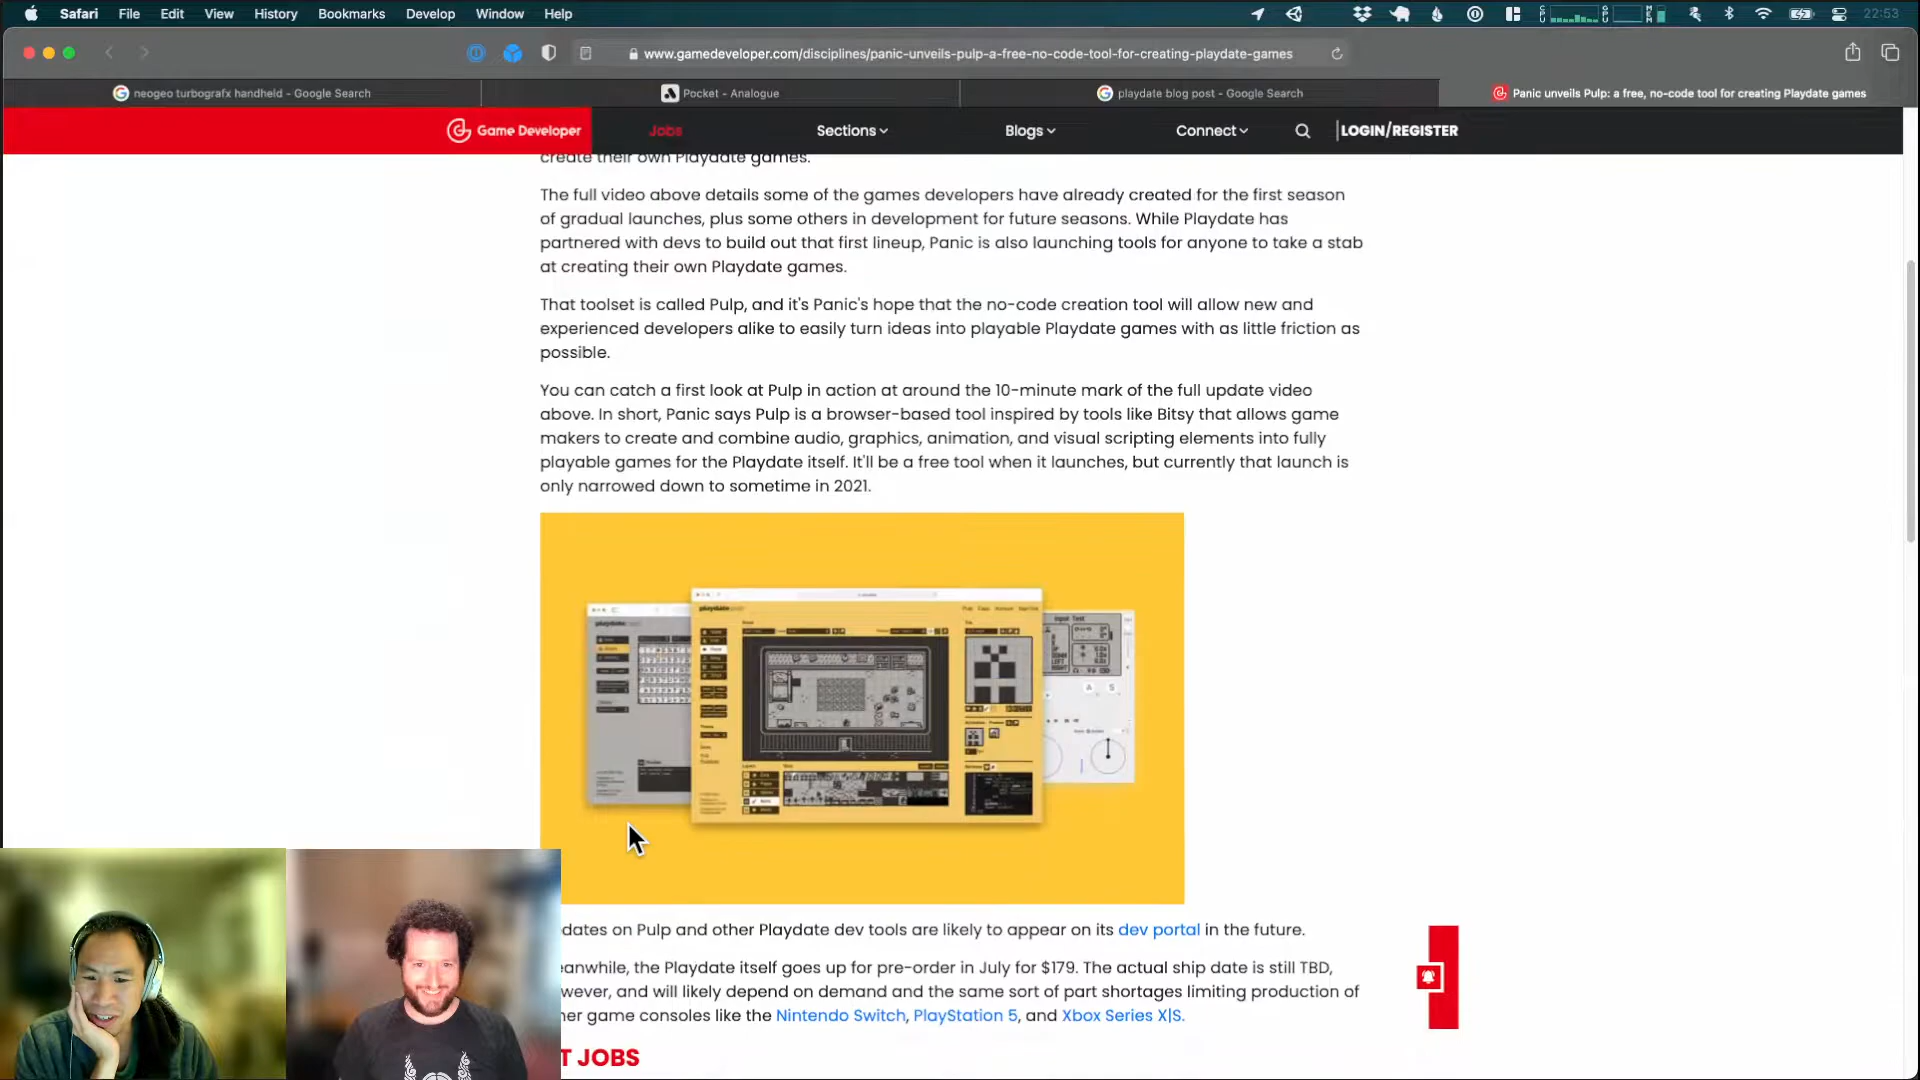 Safari File Edit View History Bookmarks Develop Window Help 22:53
www.gamedeveloper.com/disciplines/panic-unveils-pulp-a-free-no-code-tool-for-creating-playdate-games
neogeo turbografx handheld - Google Search
Pocket - Analogue
playdate blog post - Google Search
Panic unveils Pulp: a free, no-code tool for creating Playdate games
Game Developer Jobs Sections Blogs Connect LOGIN/REGISTER
create their own Playdate games.
The full video above details some of the games developers have already created for the first season
of gradual launches, plus some others in development for future seasons. While Playdate has
partnered with devs to build out that first lineup, Panic is also launching tools for anyone to take a stab
at creating their own Playdate games.
That toolset is called Pulp, and it's Panic's hope that the no-code creation tool will allow new and
experienced developers alike to easily turn ideas into playable Playdate games with as little friction as
possible.
You can catch a first look at Pulp in action at around the 10-minute mark of the full update video
above. In short, Panic says Pulp is a browser-based tool inspired by tools like Bitsy that allows game
makers to create and combine audio, graphics, animation, and visual scripting elements into fully
playable games for the Playdate itself. It'll be a free tool when it launches, but currently that launch is
only narrowed down to sometime in 2021.
dates on Pulp and other Playdate dev tools are likely to appear on its dev portal in the future.
eanwhile, the Playdate itself goes up for pre-order in July for $179. The actual ship date is still TBD,
wever, and will likely depend on demand and the same sort of part shortages limiting production of
her game consoles like the Nintendo Switch, PlayStation 5, and Xbox Series X|S.
T JOBS